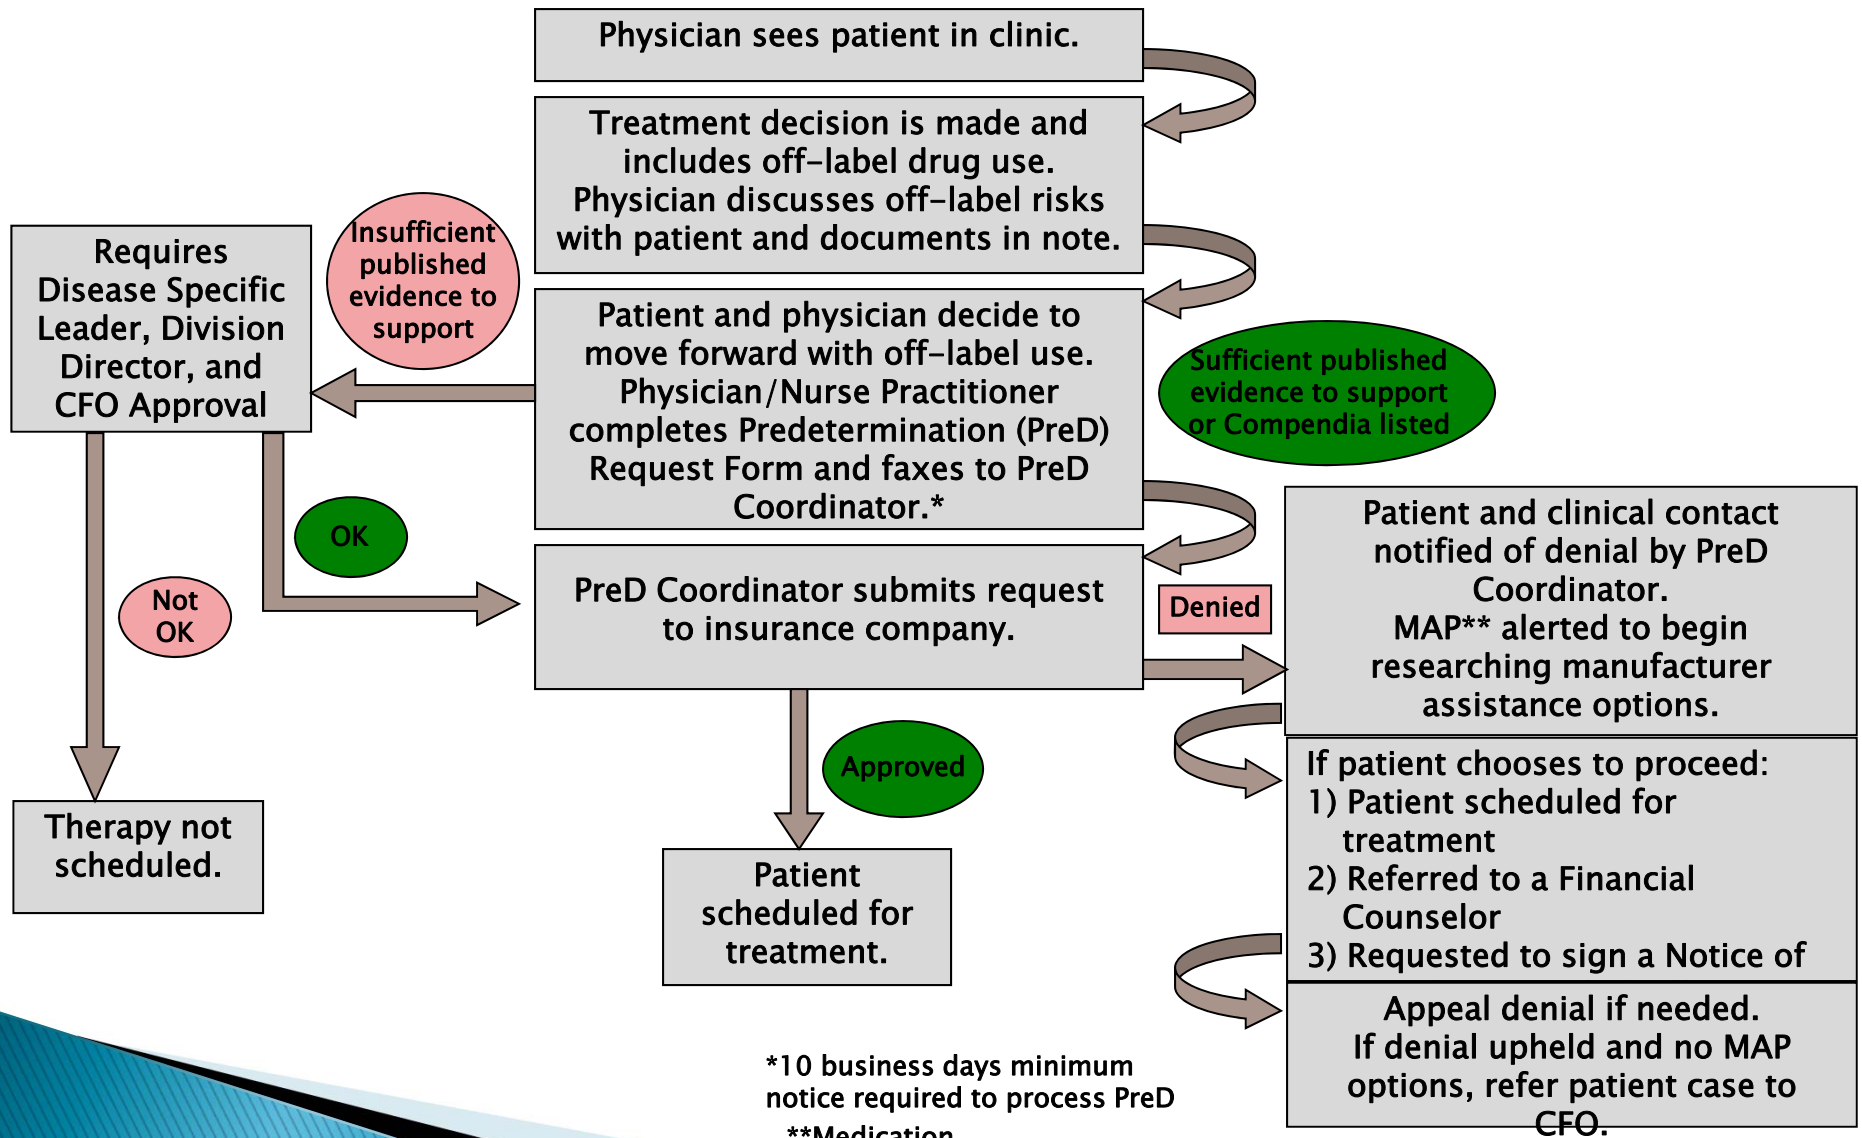 Physician sees patient in clinic.
Treatment decision is made and
includes off-label drug use.
Physician discusses off-label risks
with patient and documents in note.
Insufficient
published
evidence to
support
Requires
Disease Specific
Leader, Division
Director, and
CFO Approval
Patient and physician decide to
move forward with off-label use.
Physician/Nurse Practitioner
completes Predetermination (PreD)
Request Form and faxes to PreD
Coordinator.*
Sufficient published
evidence to support
or Compendia listed
OK
Not
OK
PreD Coordinator submits request
to insurance company.
Denied
Patient and clinical contact
notified of denial by PreD
Coordinator.
MAP** alerted to begin
researching manufacturer
assistance options.
Approved
If patient chooses to proceed:
1) Patient scheduled for
treatment
2) Referred to a Financial
Counselor
3) Requested to sign a Notice of
Therapy not
scheduled.
Patient
scheduled for
treatment.
Appeal denial if needed.
If denial upheld and no MAP
options, refer patient case to
CFO.
*10 business days minimum
notice required to process PreD
**Medication